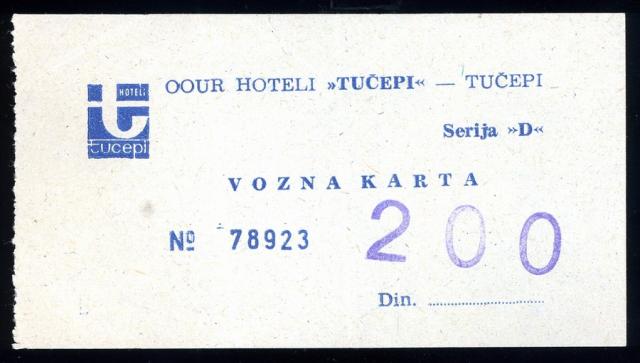 HOTELI
tučepi
OOUR HOTELI »TUČEPI« — TUČEPI
Serija »D«
VOZNA KARTA
№ 78923
200
Din. ........................